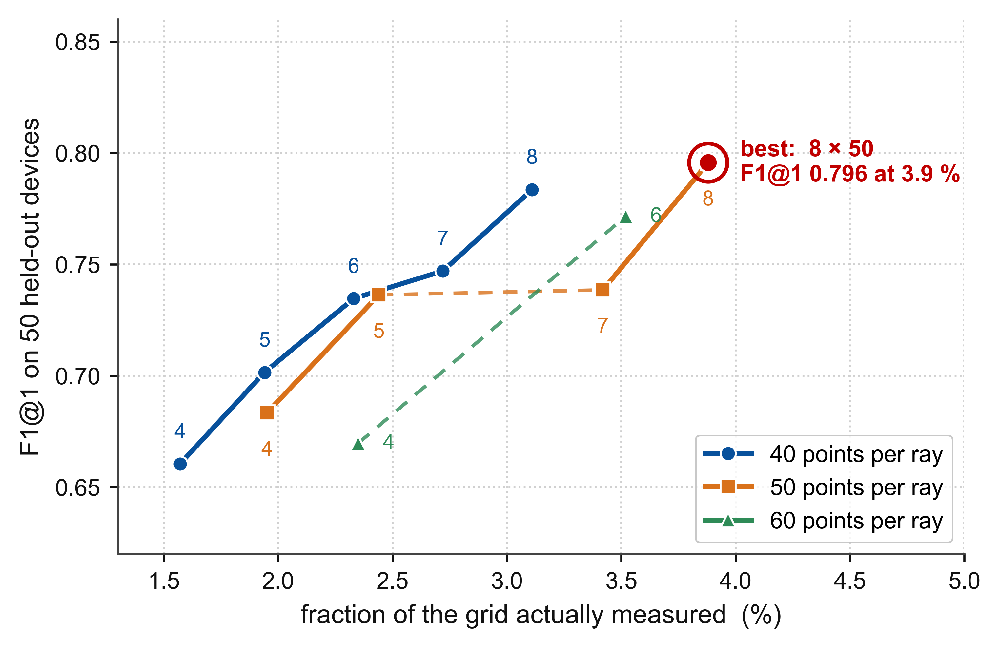 F1@1 on 50 held-out devices
0.85
0.80
0.75
0.70
0.65
8
best: 8 × 50
F1@1 0.796 at 3.9 %
8
6
7
6
5
7
5
4
4
4
40 points per ray
50 points per ray
60 points per ray
1.5 2.0 2.5 3.0 3.5 4.0 4.5 5.0
fraction of the grid actually measured (%)